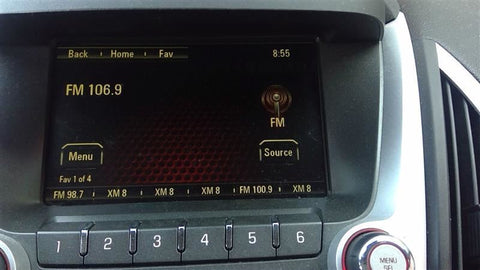 Back Home Fav 8:55
FM 106.9
FM
Menu Source
Fav 1 of 4
FM 98.7 XM 8 XM 8 XM 8 FM 100.9 XM 8
1 2 3 4 5 6
MENU
SEL